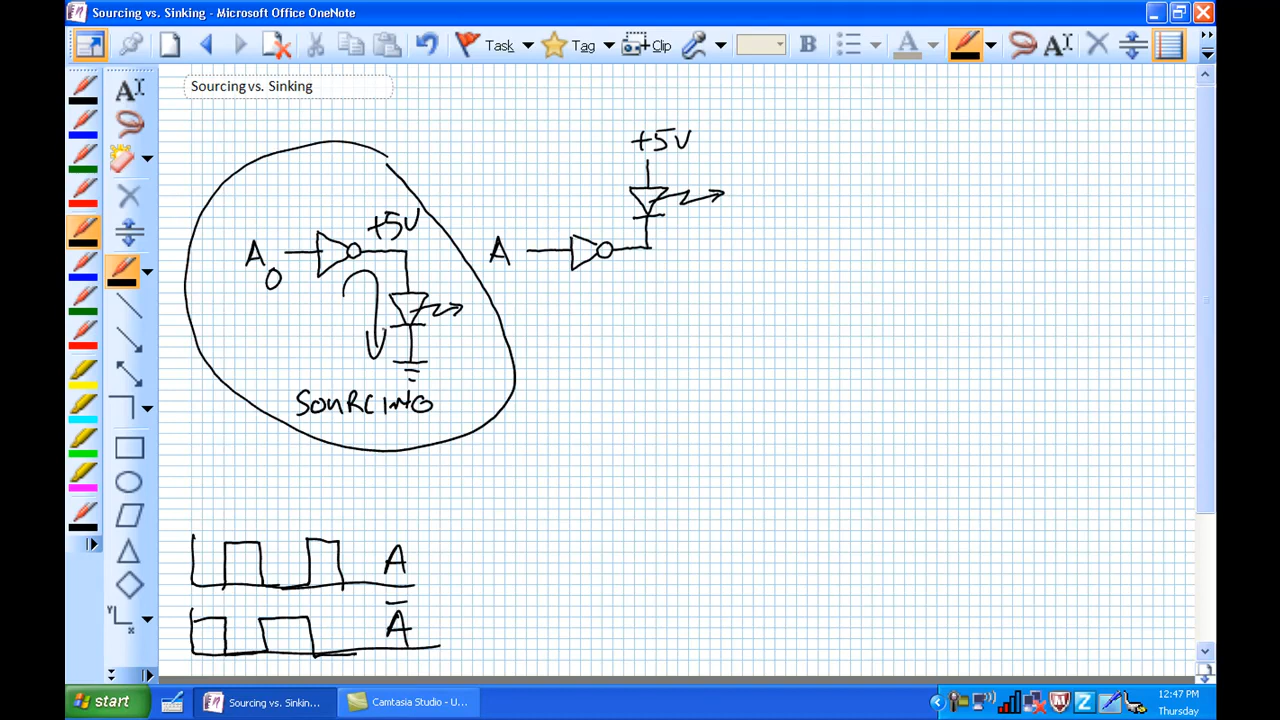 Sourcing vs. Sinking - Microsoft Office OneNote
Task
Tag
Clip
B
A
A
Sourcing vs. Sinking
+5V
+5V
A
A
0
SOURCING
A
A̅
start
Sourcing vs. Sinkin...
Camtasia Studio - U...
12:47 PM
Thursday